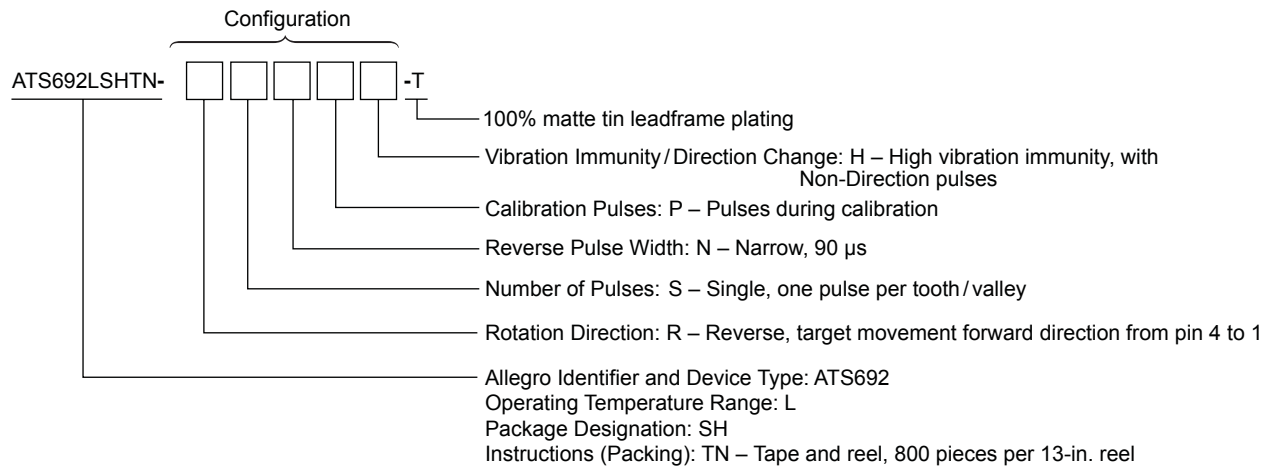 Configuration
ATS692LSHTN- -T
100% matte tin leadframe plating
Vibration Immunity / Direction Change: H – High vibration immunity, with
Non-Direction pulses
Calibration Pulses: P – Pulses during calibration
Reverse Pulse Width: N – Narrow, 90 µs
Number of Pulses: S – Single, one pulse per tooth / valley
Rotation Direction: R – Reverse, target movement forward direction from pin 4 to 1
Allegro Identifier and Device Type: ATS692
Operating Temperature Range: L
Package Designation: SH
Instructions (Packing): TN – Tape and reel, 800 pieces per 13-in. reel